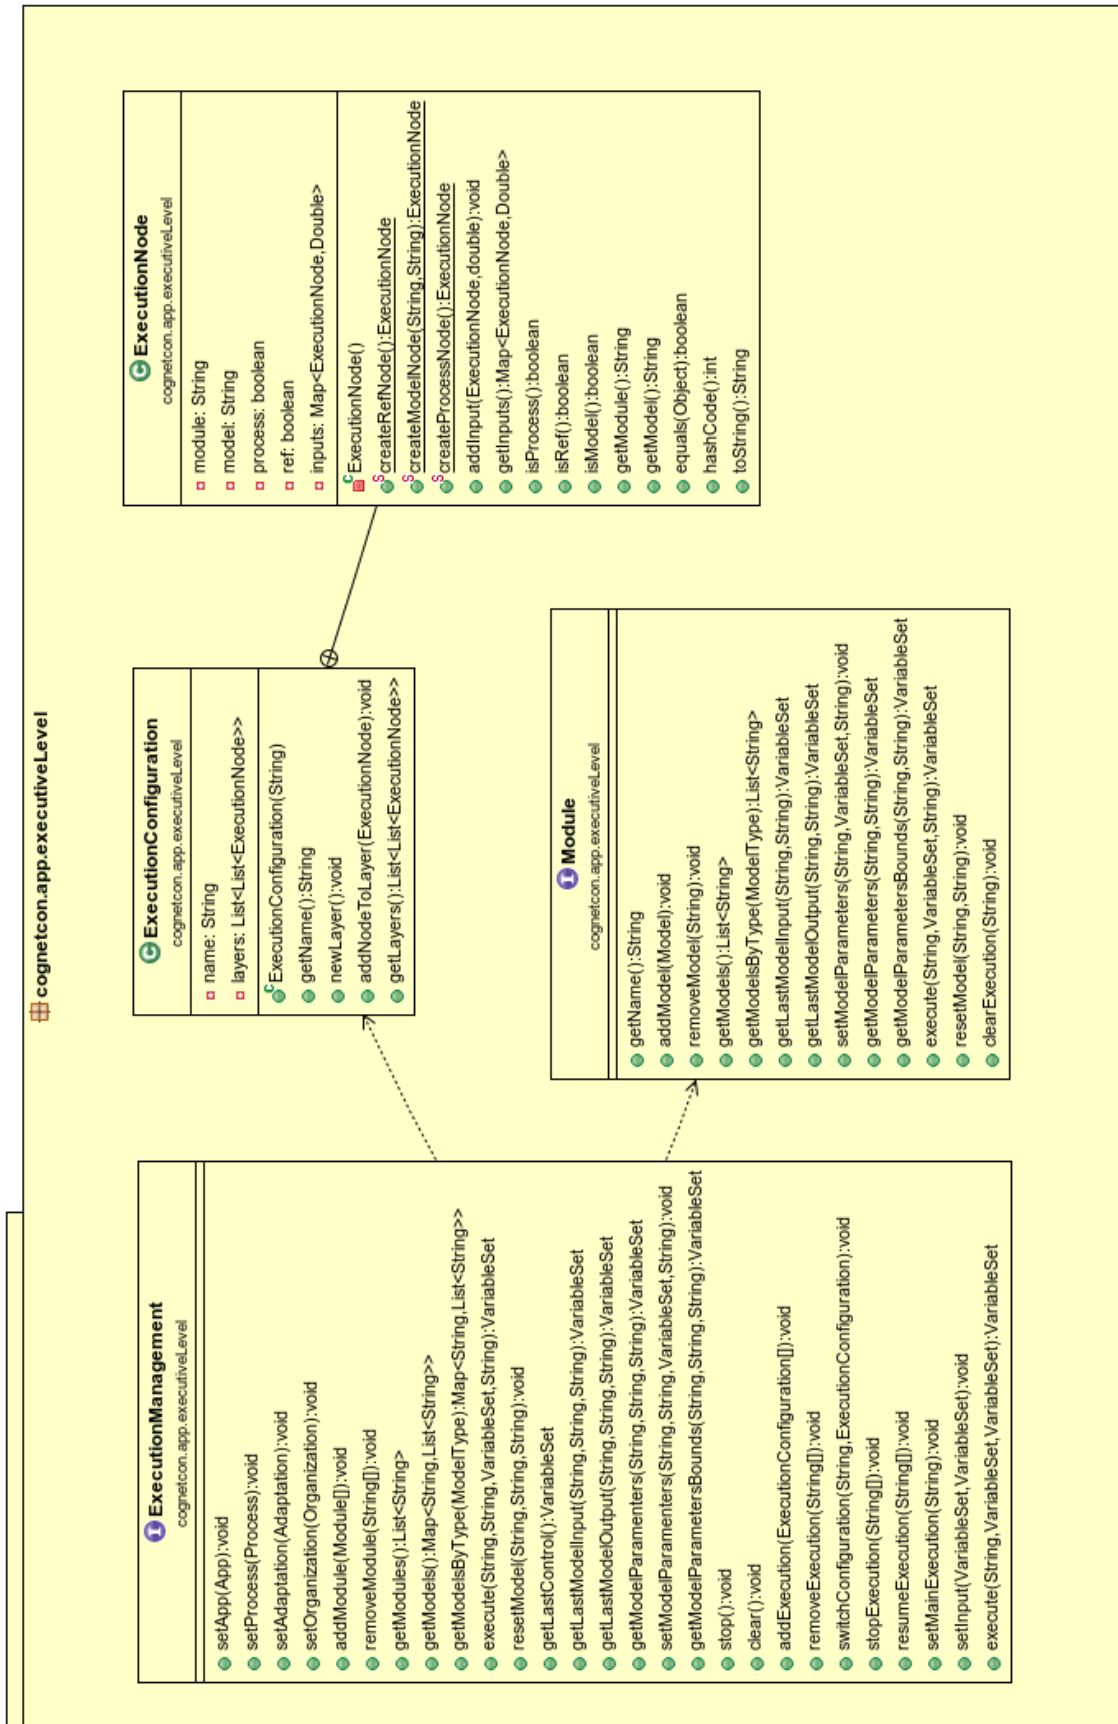 cognetcon.app.executiveLevel
ExecutionManagement
cognetcon.app.executiveLevel
setApp(App):void
setProcess(Process):void
setAdaptation(Adaptation):void
setOrganization(Organization):void
addModule(Module[]):void
removeModule(String[]):void
getModules():List<String>
getModels():Map<String,List<String>>
getModelsByType(ModelType):Map<String,List<String>>
execute(String,String,VariableSet,String):VariableSet
resetModel(String,String,String):void
getLastControl():VariableSet
getLastModelInput(String,String,String):VariableSet
getLastModelOutput(String,String,String):VariableSet
getModelParamenters(String,String,String):VariableSet
setModelParamenters(String,String,VariableSet,String):void
getModelParametersBounds(String,String,String):VariableSet
stop():void
clear():void
addExecution(ExecutionConfiguration[]):void
removeExecution(String[]):void
switchConfiguration(String,ExecutionConfiguration):void
stopExecution(String[]):void
resumeExecution(String[]):void
setMainExecution(String):void
setInput(VariableSet,VariableSet):void
execute(String,VariableSet,VariableSet):VariableSet
ExecutionConfiguration
cognetcon.app.executiveLevel
name: String
layers: List<List<ExecutionNode>>
ExecutionConfiguration(String)
getName():String
newLayer():void
addNodeToLayer(ExecutionNode):void
getLayers():List<List<ExecutionNode>>
Module
cognetcon.app.executiveLevel
getName():String
addModel(Model):void
removeModel(String):void
getModels():List<String>
getModelsByType(ModelType):List<String>
getLastModelInput(String,String):VariableSet
getLastModelOutput(String,String):VariableSet
setModelParameters(String,VariableSet,String):void
getModelParameters(String,String):VariableSet
getModelParametersBounds(String,String):VariableSet
execute(String,VariableSet,String):VariableSet
resetModel(String,String):void
clearExecution(String):void
ExecutionNode
cognetcon.app.executiveLevel
module: String
model: String
process: boolean
ref: boolean
inputs: Map<ExecutionNode,Double>
ExecutionNode()
createRefNode():ExecutionNode
createModelNode(String,String):ExecutionNode
createProcessNode():ExecutionNode
addInput(ExecutionNode,double):void
getInputs():Map<ExecutionNode,Double>
isProcess():boolean
isRef():boolean
isModel():boolean
getModule():String
getModel():String
equals(Object):boolean
hashCode():int
toString():String